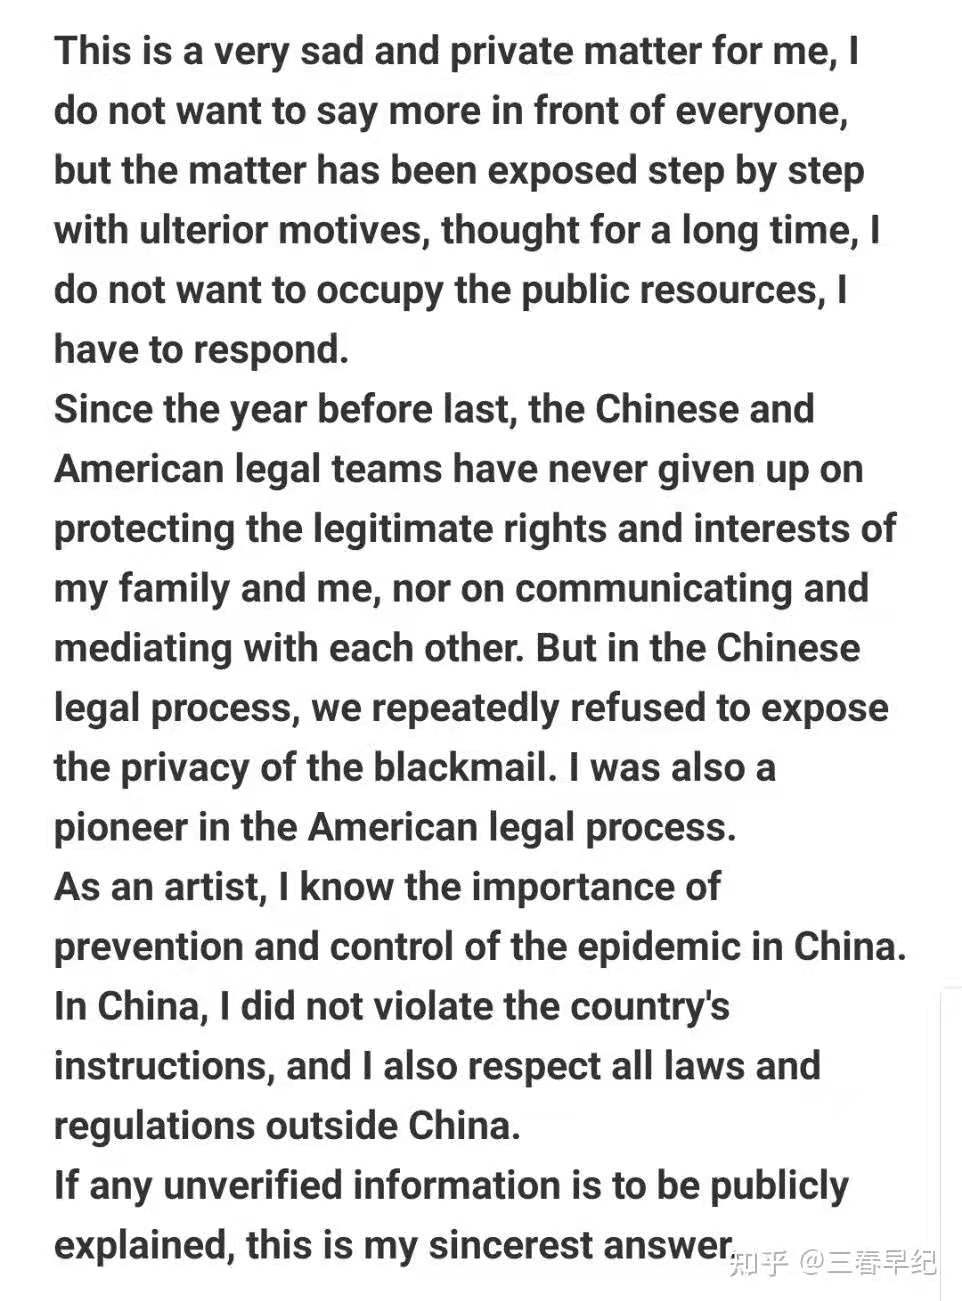 This is a very sad and private matter for me, I
do not want to say more in front of everyone,
but the matter has been exposed step by step
with ulterior motives, thought for a long time, I
do not want to occupy the public resources, I
have to respond.
Since the year before last, the Chinese and
American legal teams have never given up on
protecting the legitimate rights and interests of
my family and me, nor on communicating and
mediating with each other. But in the Chinese
legal process, we repeatedly refused to expose
the privacy of the blackmail. I was also a
pioneer in the American legal process.
As an artist, I know the importance of
prevention and control of the epidemic in China.
In China, I did not violate the country's
instructions, and I also respect all laws and
regulations outside China.
If any unverified information is to be publicly
explained, this is my sincerest answer.
知乎 @三春早纪